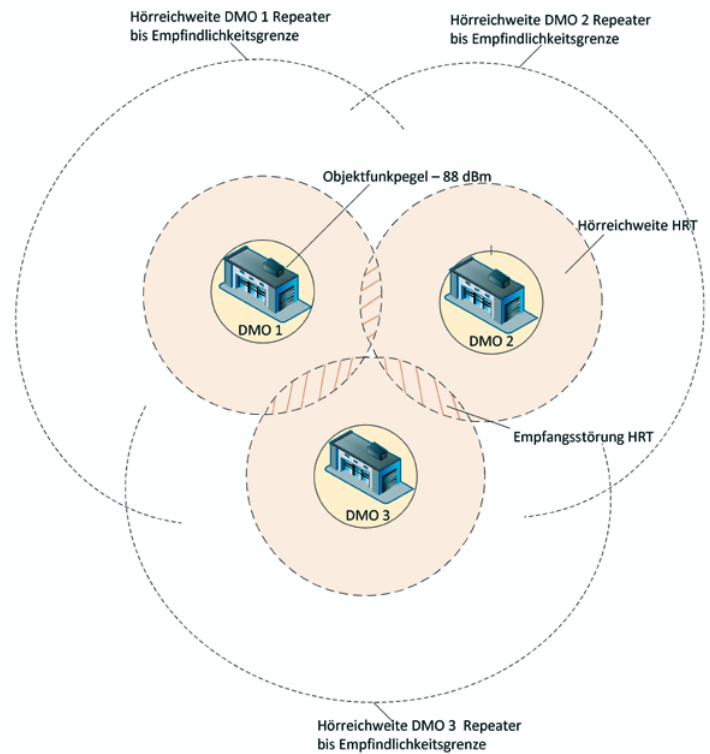 Hörreichweite DMO 1 Repeater
bis Empfindlichkeitsgrenze
Hörreichweite DMO 2 Repeater
bis Empfindlichkeitsgrenze
Objektfunkpegel – 88 dBm
Hörreichweite HRT
DMO 1
DMO 2
Empfangsstörung HRT
DMO 3
Hörreichweite DMO 3 Repeater
bis Empfindlichkeitsgrenze